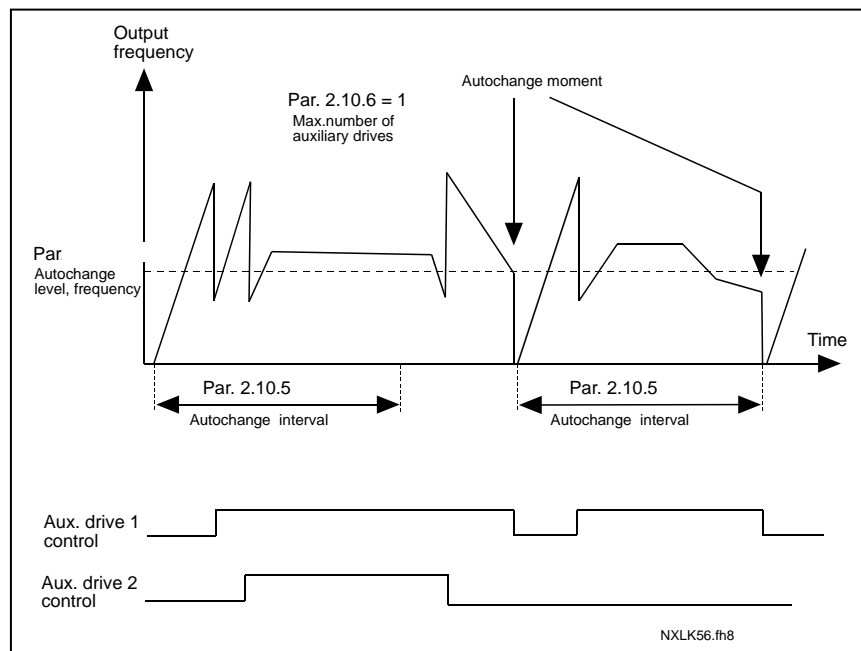 Output
frequency
Autochange moment
Par. 2.10.6 = 1
Max.number of
auxiliary drives
Par
Autochange
level, frequency
Time
Par. 2.10.5
Par. 2.10.5
Autochange interval
Autochange interval
Aux. drive 1
control
Aux. drive 2
control
NXLK56.fh8